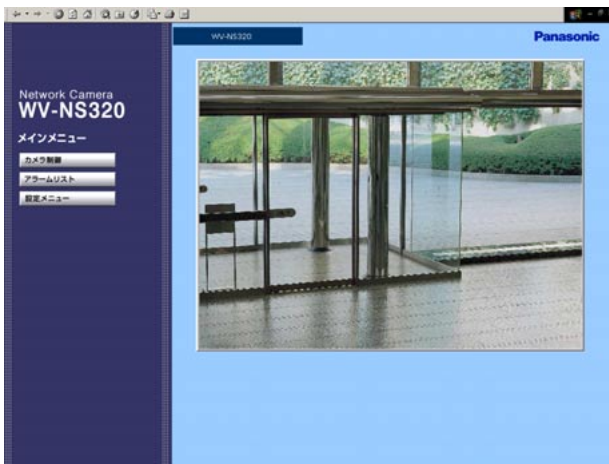 WV-NS320
Panasonic
Network Camera
WV-NS320
メインメニュー
カメラ制御
アラームリスト
設定メニュー